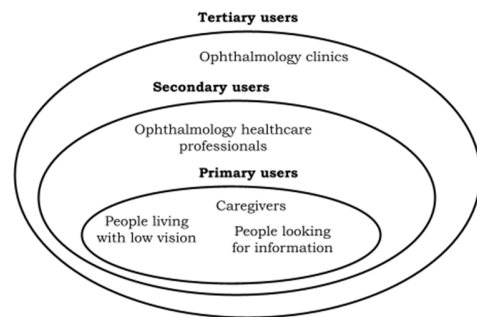 Tertiary users
Ophthalmology clinics
Secondary users
Ophthalmology healthcare
professionals
Primary users
Caregivers
People living
with low vision
People looking
for information